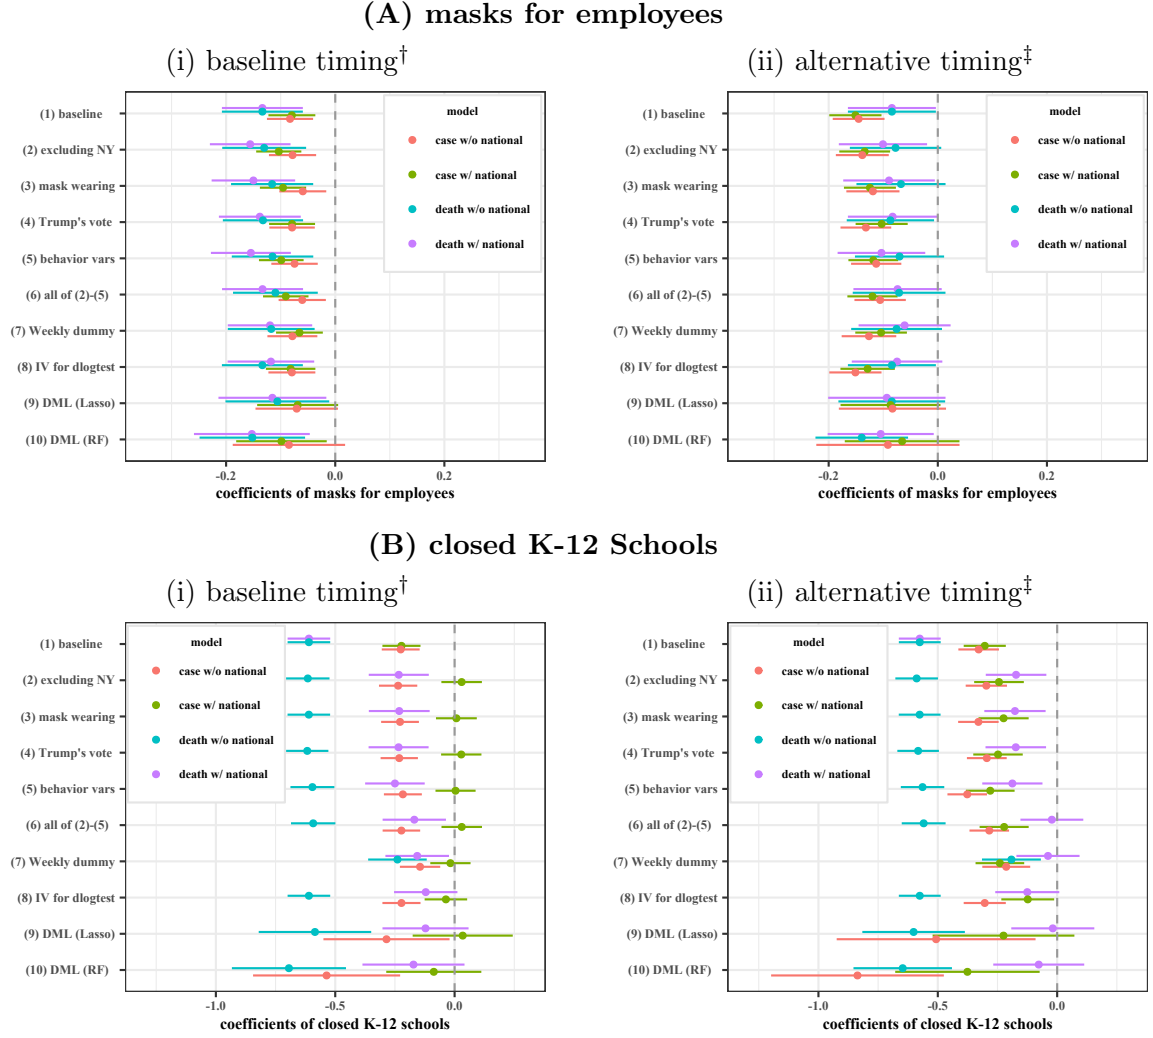 (A) masks for employees
(i) baseline timing†
(ii) alternative timing‡
(1) baseline
(2) excluding NY
(3) mask wearing
(4) Trump's vote
(5) behavior vars
(6) all of (2)-(5)
(7) Weekly dummy
(8) IV for dlogtest
(9) DML (Lasso)
(10) DML (RF)
model
case w/o national
case w/ national
death w/o national
death w/ national
-0.2 0.0 0.2
coefficients of masks for employees
(1) baseline
(2) excluding NY
(3) mask wearing
(4) Trump's vote
(5) behavior vars
(6) all of (2)-(5)
(7) Weekly dummy
(8) IV for dlogtest
(9) DML (Lasso)
(10) DML (RF)
model
case w/o national
case w/ national
death w/o national
death w/ national
-0.2 0.0 0.2
coefficients of masks for employees
(B) closed K-12 Schools
(i) baseline timing†
(ii) alternative timing‡
(1) baseline
(2) excluding NY
(3) mask wearing
(4) Trump's vote
(5) behavior vars
(6) all of (2)-(5)
(7) Weekly dummy
(8) IV for dlogtest
(9) DML (Lasso)
(10) DML (RF)
model
case w/o national
case w/ national
death w/o national
death w/ national
-1.0 -0.5 0.0
coefficients of closed K-12 schools
(1) baseline
(2) excluding NY
(3) mask wearing
(4) Trump's vote
(5) behavior vars
(6) all of (2)-(5)
(7) Weekly dummy
(8) IV for dlogtest
(9) DML (Lasso)
(10) DML (RF)
model
case w/o national
case w/ national
death w/o national
death w/ national
-1.0 -0.5 0.0
coefficients of closed K-12 schools